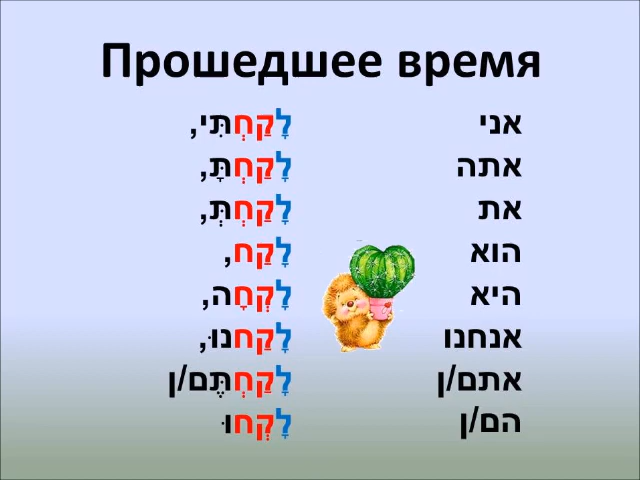 Прошедшее время
אני לָקַחְתִּי,
אתה לָקַחְתָּ,
את לָקַחְתְּ,
הוא לָקַח,
היא לָקְחָה,
אנחנו לָקַחנוּ,
אתם/ן לָקַחְתֶּם/ן
הם/ן לָקְחוּ